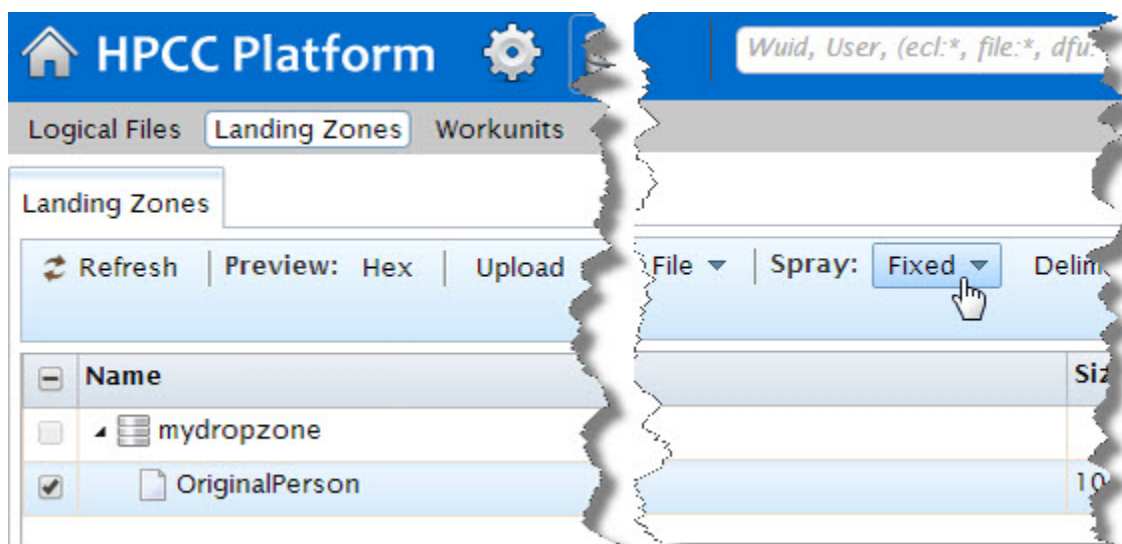 HPCC Platform Wuid, User, (ecl:*, file:*, dfu:
Logical Files Landing Zones Workunits
Landing Zones
Refresh Preview: Hex Upload File Spray: Fixed
Name
mydropzone
OriginalPerson 10